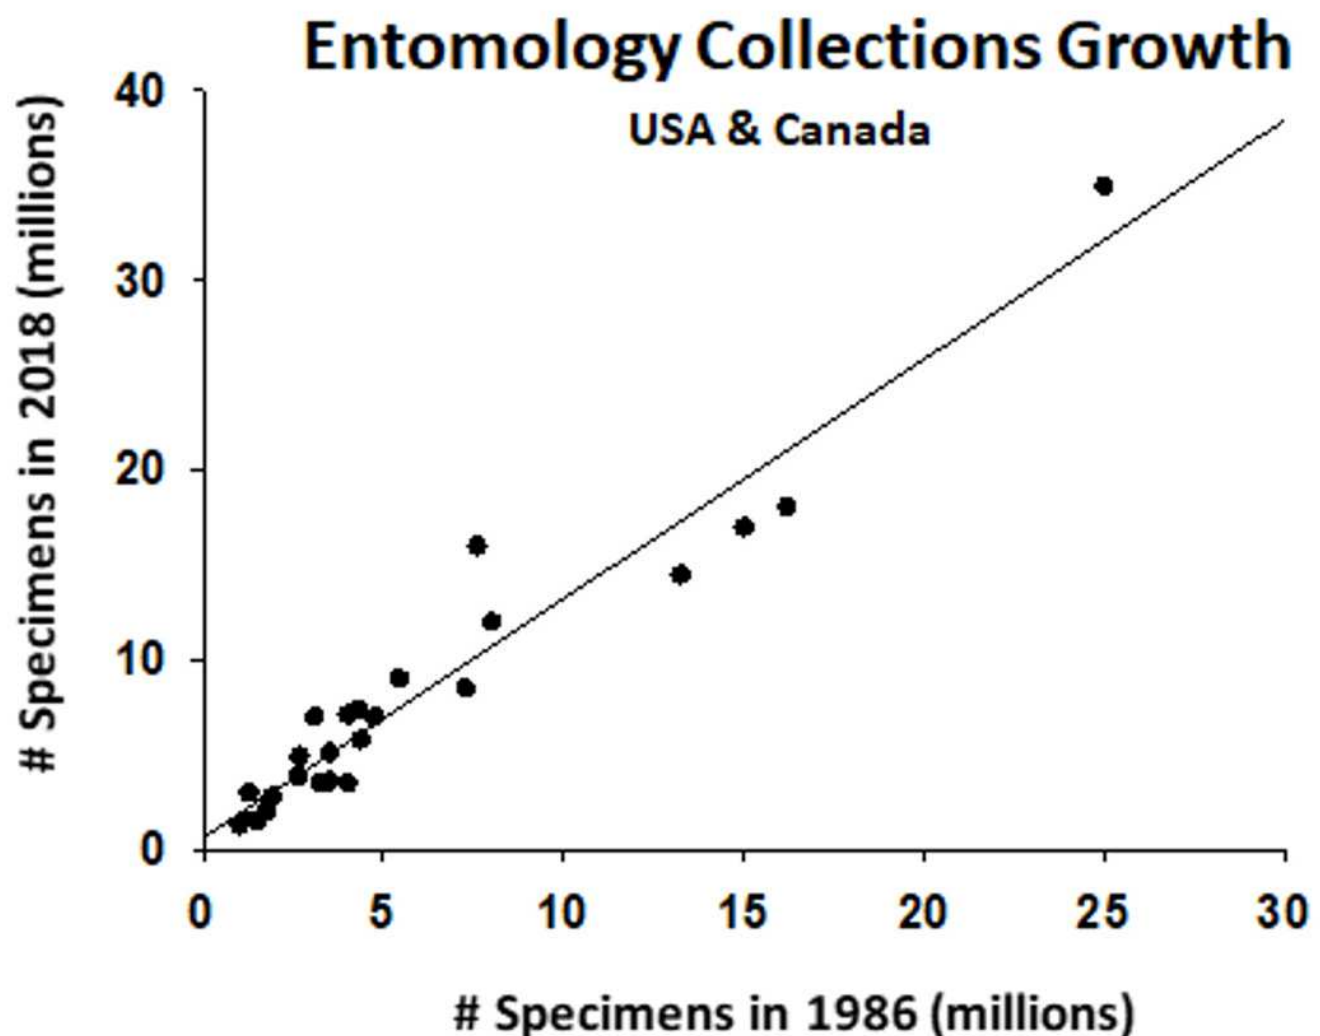 Entomology Collections Growth
USA & Canada
# Specimens in 2018 (millions)
40
30
20
10
0
0 5 10 15 20 25 30
# Specimens in 1986 (millions)